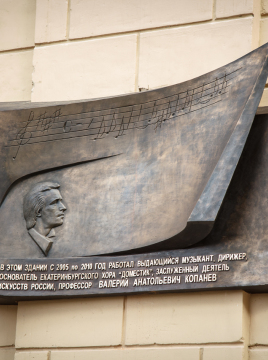 В ЭТОМ ЗДАНИИ С 2005 ПО 2010 ГОД РАБОТАЛ ВЫДАЮЩИЙСЯ МУЗЫКАНТ, ДИРИЖЕР,
ОСНОВАТЕЛЬ ЕКАТЕРИНБУРГСКОГО ХОРА "ДОМЕСТИК", ЗАСЛУЖЕННЫЙ ДЕЯТЕЛЬ
ИСКУССТВ РОССИИ, ПРОФЕССОР ВАЛЕРИЙ АНАТОЛЬЕВИЧ КОПАНЕВ